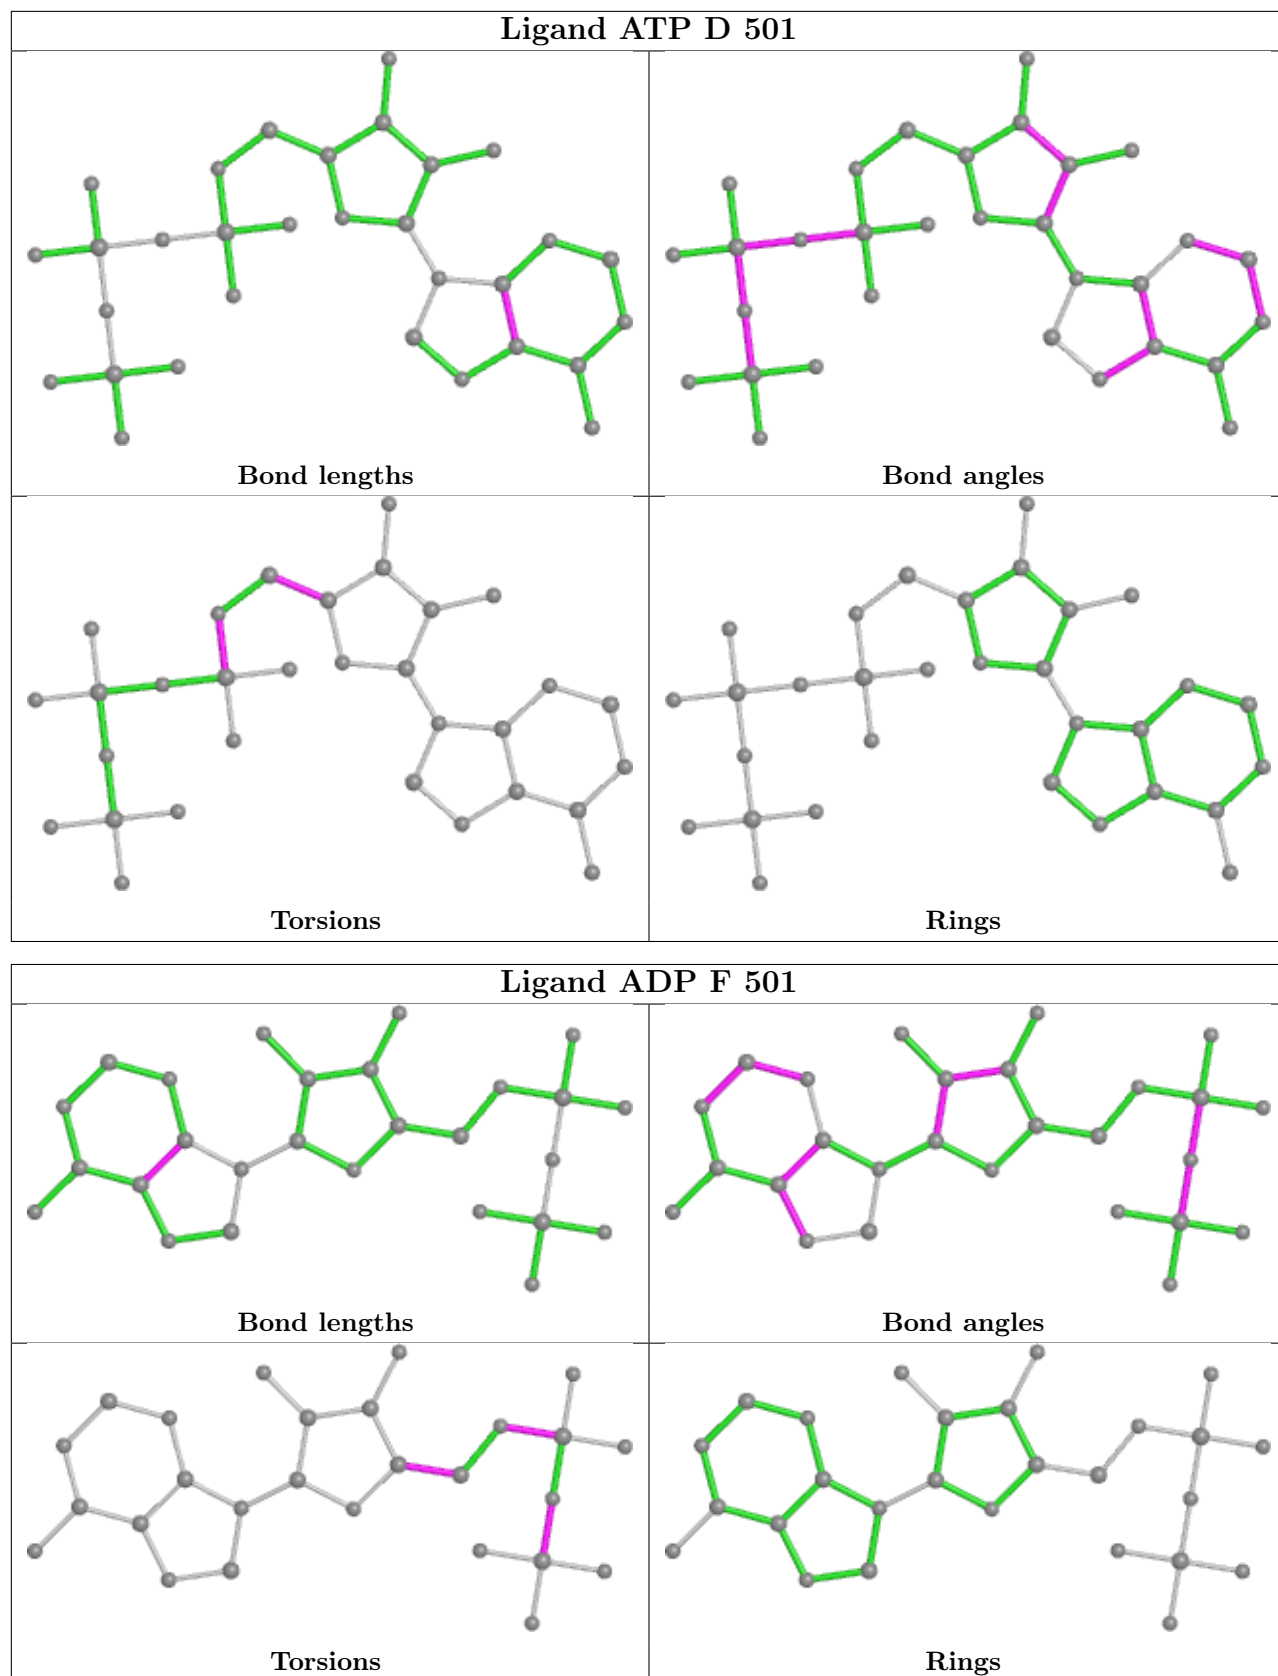 Ligand ATP D 501
Bond lengths
Bond angles
Torsions
Rings
Ligand ADP F 501
Bond lengths
Bond angles
Torsions
Rings